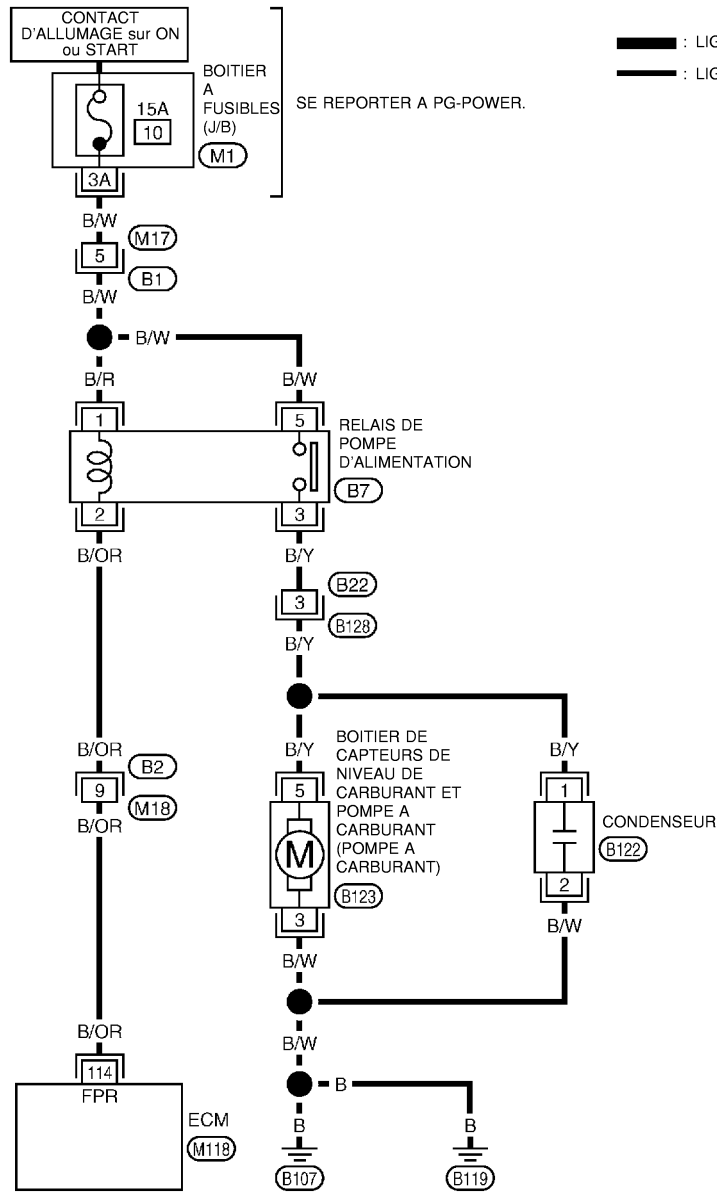 CONTACT
D'ALLUMAGE sur ON
ou START
: LIG
: LIG
BOITIER
A
FUSIBLES
(J/B)
M1
15A
10
SE REPORTER A PG-POWER.
3A
B/W
M17
5
B1
B/W
B/W
B/R
B/W
1
5
RELAIS DE
POMPE
D'ALIMENTATION
B7
2
3
B/OR
B/Y
B22
3
B128
B/Y
B/OR
B2
9
M18
B/OR
B/Y
BOITIER DE
CAPTEURS DE
NIVEAU DE
CARBURANT ET
POMPE A
CARBURANT
(POMPE A
CARBURANT)
B123
5
M
3
B/Y
1
CONDENSEUR
B122
2
B/W
B/W
B/OR
B/W
114
FPR
ECM
M118
B
B
B
B107
B119